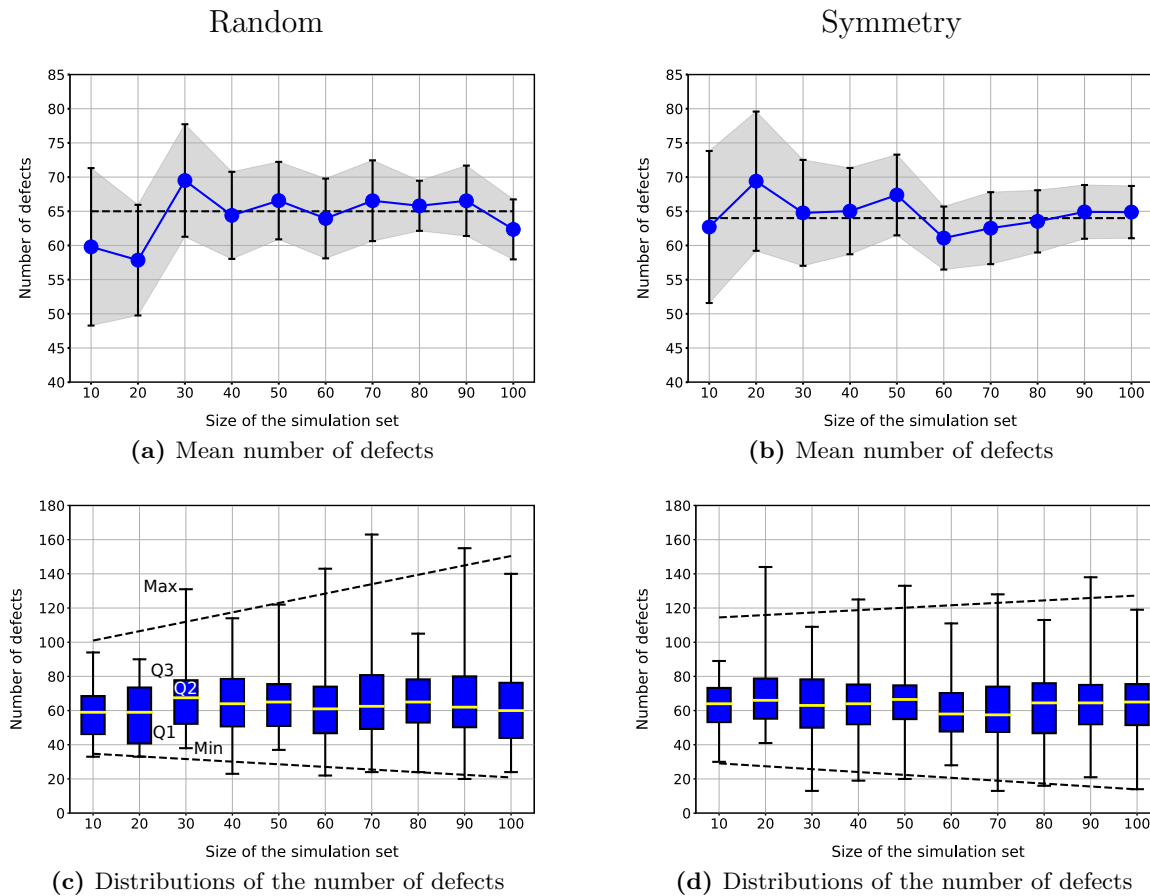 Random
Symmetry
85
80
75
70
65
60
55
50
45
40
Number of defects
10 20 30 40 50 60 70 80 90 100
Size of the simulation set
(a) Mean number of defects
85
80
75
70
65
60
55
50
45
40
Number of defects
10 20 30 40 50 60 70 80 90 100
Size of the simulation set
(b) Mean number of defects
180
160
140
120
100
80
60
40
20
0
Number of defects
Max
Q3
Q2
Q1
Min
10 20 30 40 50 60 70 80 90 100
Size of the simulation set
(c) Distributions of the number of defects
180
160
140
120
100
80
60
40
20
0
Number of defects
10 20 30 40 50 60 70 80 90 100
Size of the simulation set
(d) Distributions of the number of defects